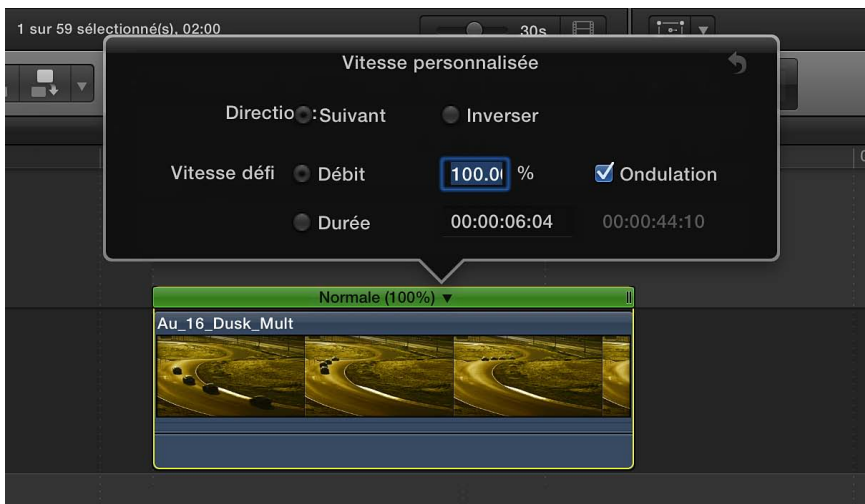 1 sur 59 sélectionné(s), 02:00
30s
Vitesse personnalisée
Directio : Suivant Inverser
Vitesse défi Débit 100.0 % Ondulation
Durée 00:00:06:04 00:00:44:10
Normale (100%)
Au_16_Dusk_Mult